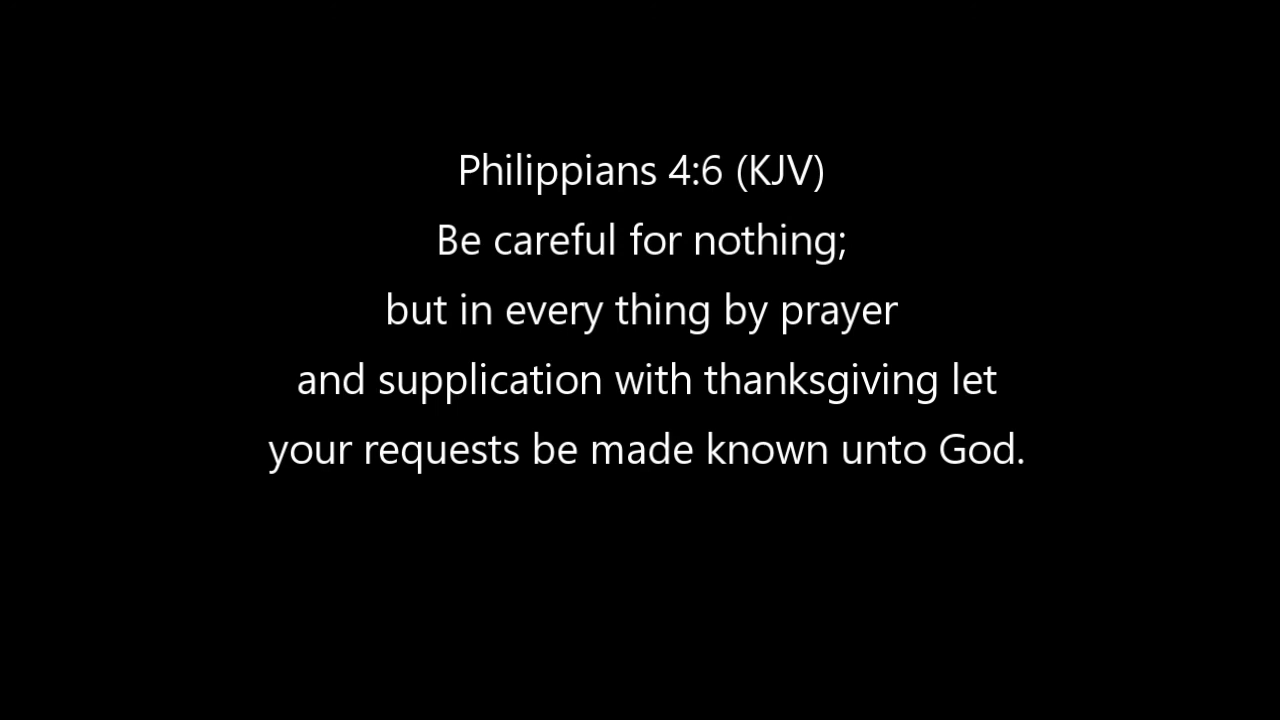 Philippians 4:6 (KJV)
Be careful for nothing;
but in every thing by prayer
and supplication with thanksgiving let
your requests be made known unto God.